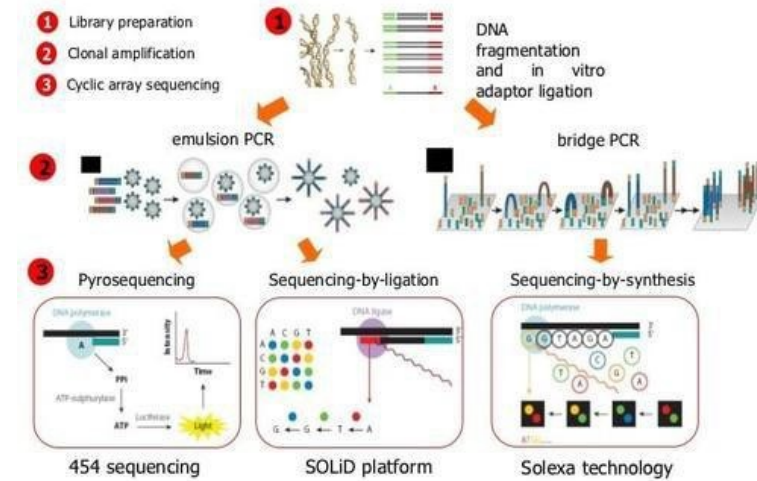 1 Library preparation
2 Clonal amplification
3 Cyclic array sequencing
1
DNA
fragmentation
and in vitro
adaptor ligation
emulsion PCR
bridge PCR
2
3
Pyrosequencing
Sequencing-by-ligation
Sequencing-by-synthesis
DNA polymerase
3'
5'
A
Intensity
Time
PPi
ATP-sulphurylase
ATP
Luciferase
Light
DNA ligase
A C G T
A
C
G
T
3'
5'
G G T A
DNA polymerase
3'
5'
G G T A G A
C T
T A G A
454 sequencing
SOLiD platform
Solexa technology